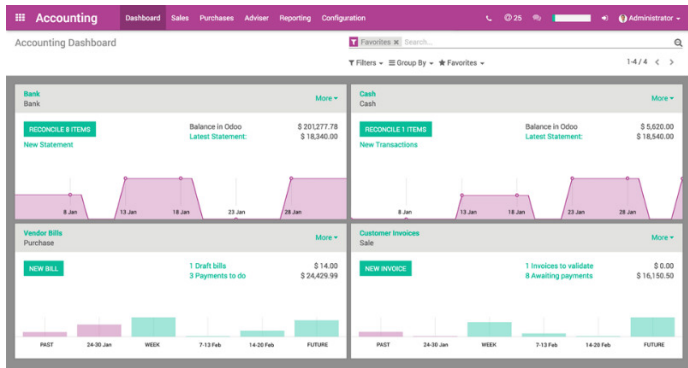 Accounting Dashboard Sales Purchases Adviser Reporting Configuration @ 25 Administrator
Accounting Dashboard
Favorites × Search...
Filters Group By Favorites 1-4 / 4
Bank
Bank
More
RECONCILE 8 ITEMS
New Statement
Balance in Odoo $ 201,277.78
Latest Statement: $ 18,340.00
8 Jan 13 Jan 18 Jan 23 Jan 28 Jan
Cash
Cash
More
RECONCILE 1 ITEMS
New Transactions
Balance in Odoo $ 5,620.00
Latest Statement: $ 18,540.00
8 Jan 13 Jan 18 Jan 23 Jan 28 Jan
Vendor Bills
Purchase
More
NEW BILL
1 Draft bills $ 14.00
3 Payments to do $ 24,429.99
PAST 24-30 Jan WEEK 7-13 Feb 14-20 Feb FUTURE
Customer Invoices
Sale
More
NEW INVOICE
1 Invoices to validate $ 0.00
8 Awaiting payments $ 16,150.50
PAST 24-30 Jan WEEK 7-13 Feb 14-20 Feb FUTURE